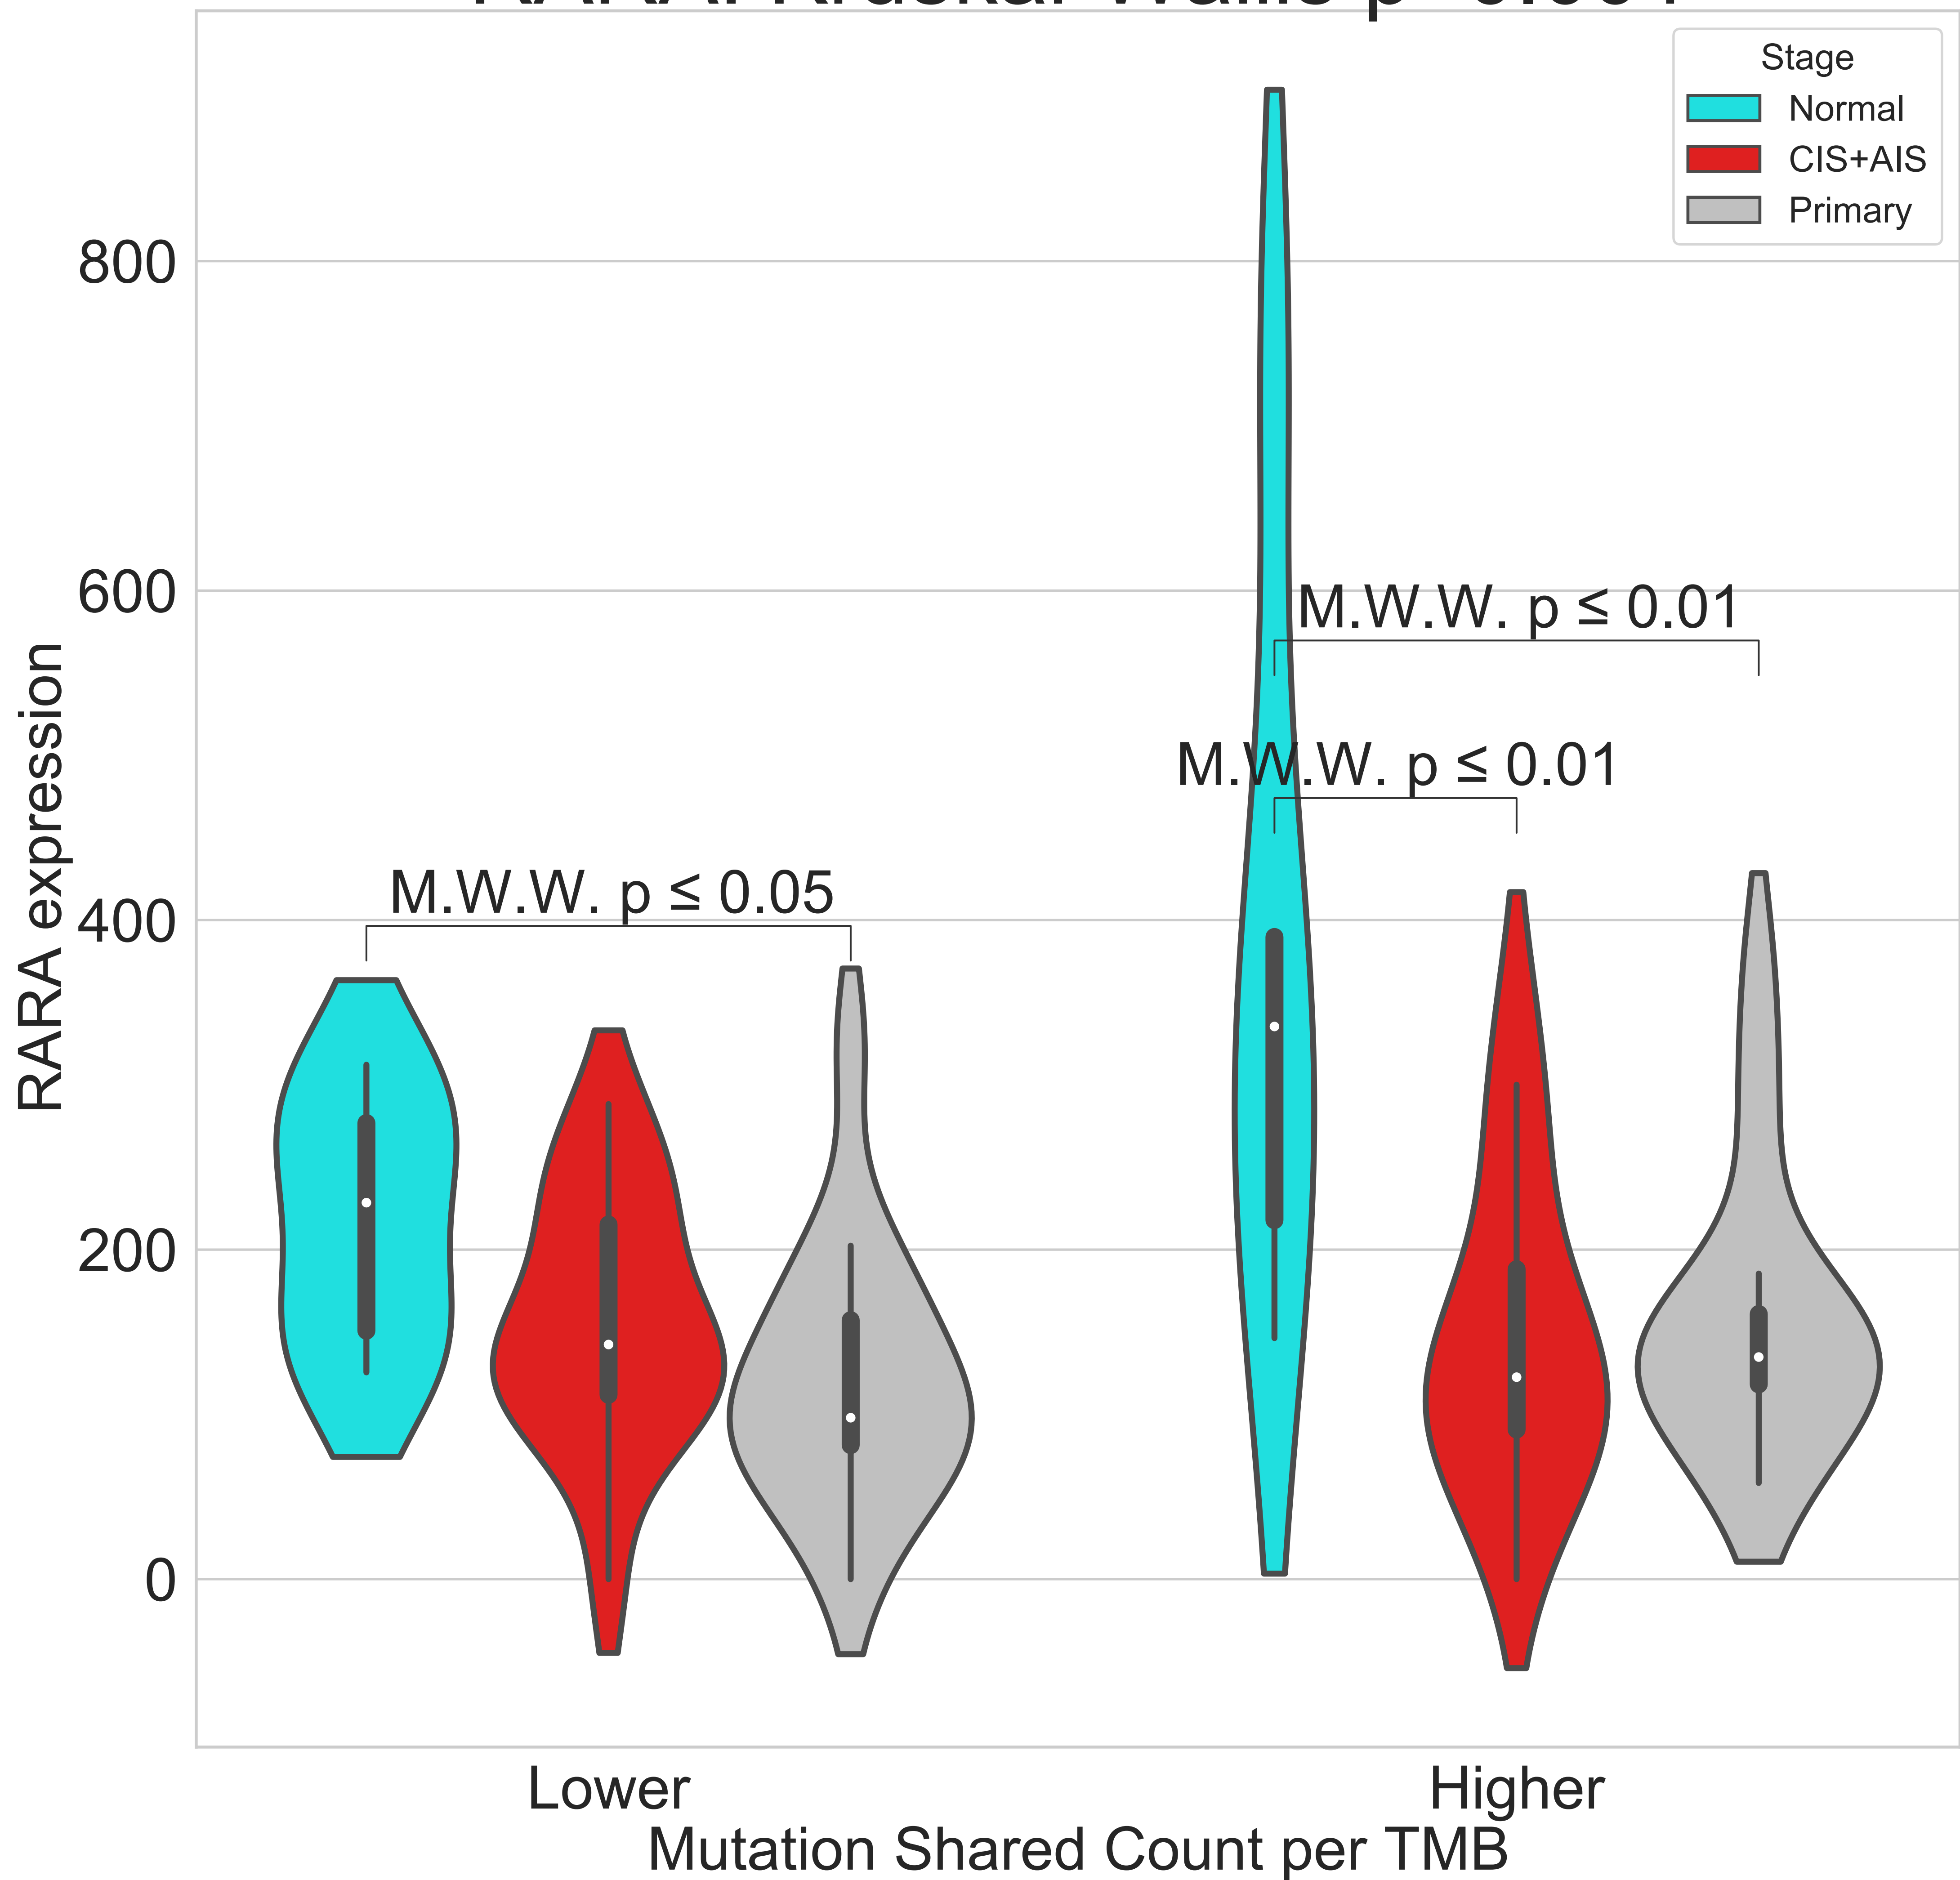 Stage
Normal
CIS+AIS
Primary
800
600
400
200
0
RARA expression
M.W.W. p ≤ 0.01
M.W.W. p ≤ 0.01
M.W.W. p ≤ 0.05
Lower
Higher
Mutation Shared Count per TMB